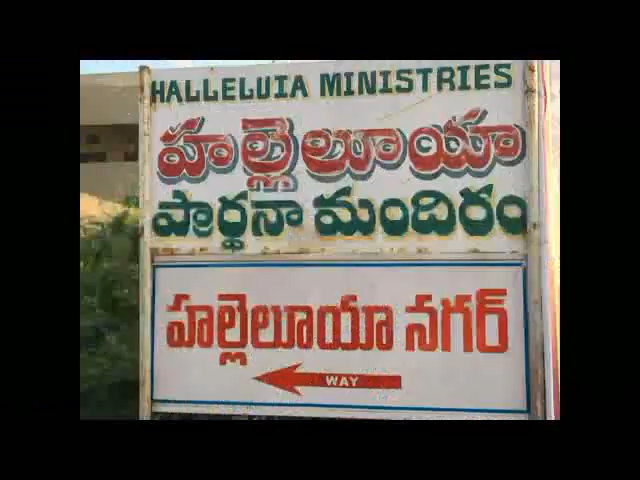 HALLELUIA MINISTRIES
హల్లెలూయా
ప్రార్థనా మందిరం
హల్లెలూయా నగర్
WAY